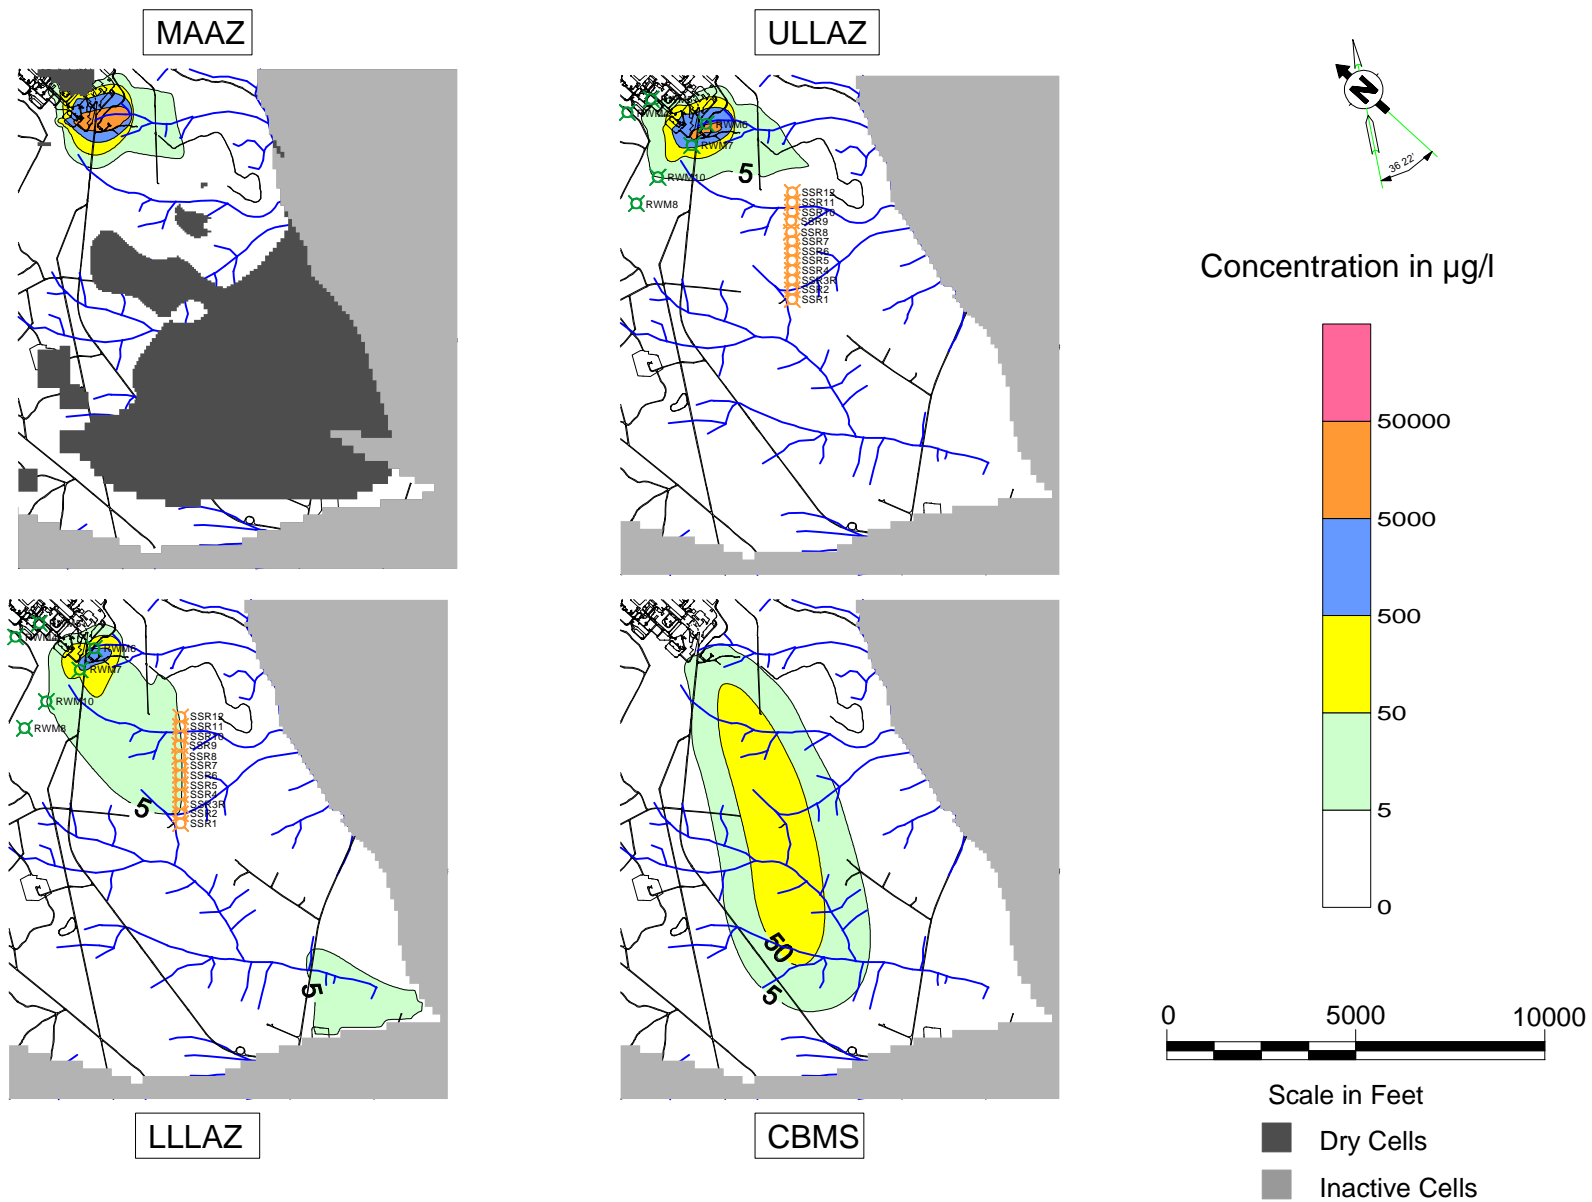 MAAZ
ULLAZ
N
36 22'
RWM6
RWM7
5
RWM10
RWM8
SSR12
SSR11
SSR10
SSR9
SSR8
SSR7
SSR6
SSR5
SSR4
SSR3R
SSR2
SSR1
Concentration in µg/l
50000
5000
500
50
5
0
RWM6
RWM7
RWM10
RWM8
SSR12
SSR11
SSR10
SSR9
SSR8
SSR7
SSR6
SSR5
SSR4
SSR3R
SSR2
SSR1
5
5
50
5
0 5000 10000
Scale in Feet
Dry Cells
Inactive Cells
LLLAZ
CBMS